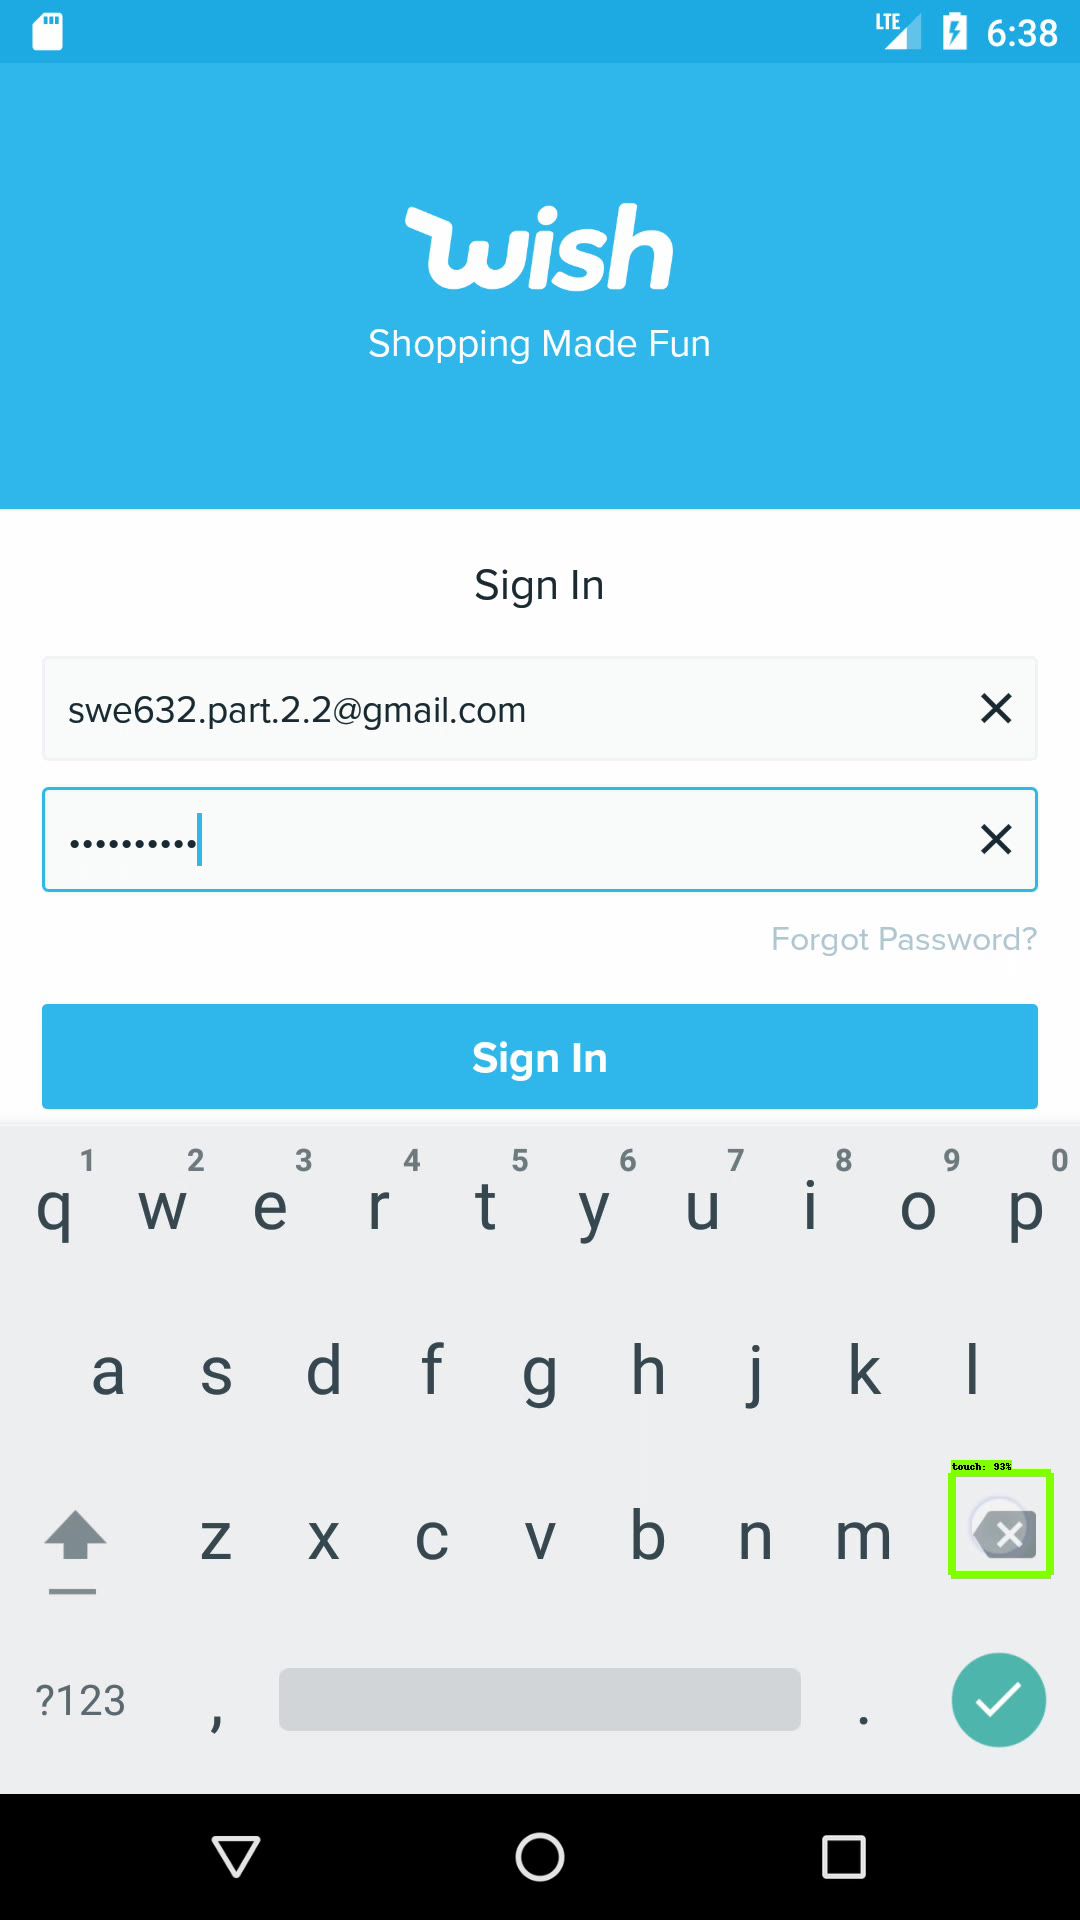 LTE 6:38
wish
Shopping Made Fun
Sign In
swe632.part.2.2@gmail.com
••••••••••
Forgot Password?
Sign In
1 2 3 4 5 6 7 8 9 0
q w e r t y u i o p
a s d f g h j k l
touch: 93%
z x c v b n m
?123 , .